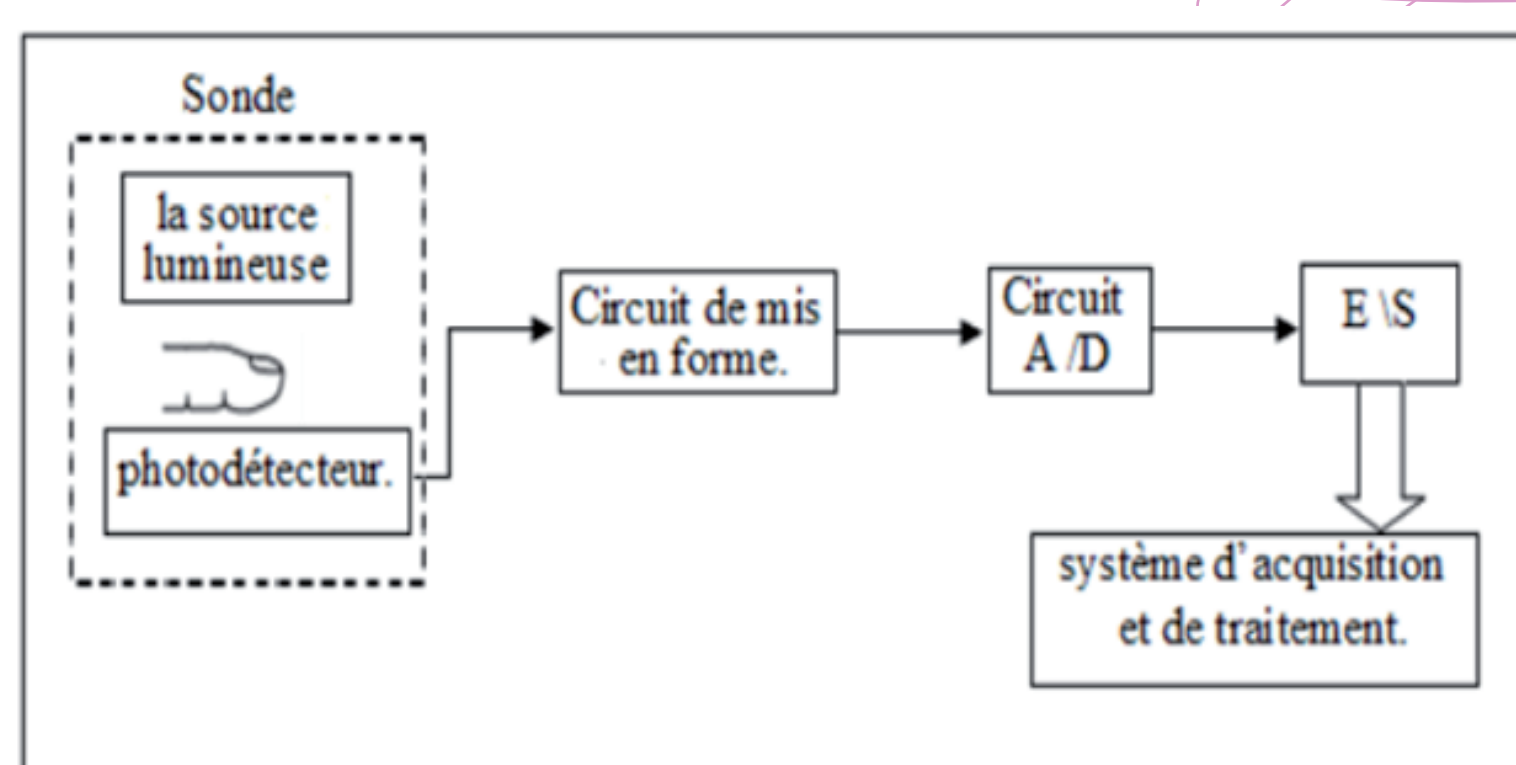 Sonde
la source
lumineuse
photodétecteur.
Circuit de mis
en forme.
Circuit
A /D
E \S
système d'acquisition
et de traitement.